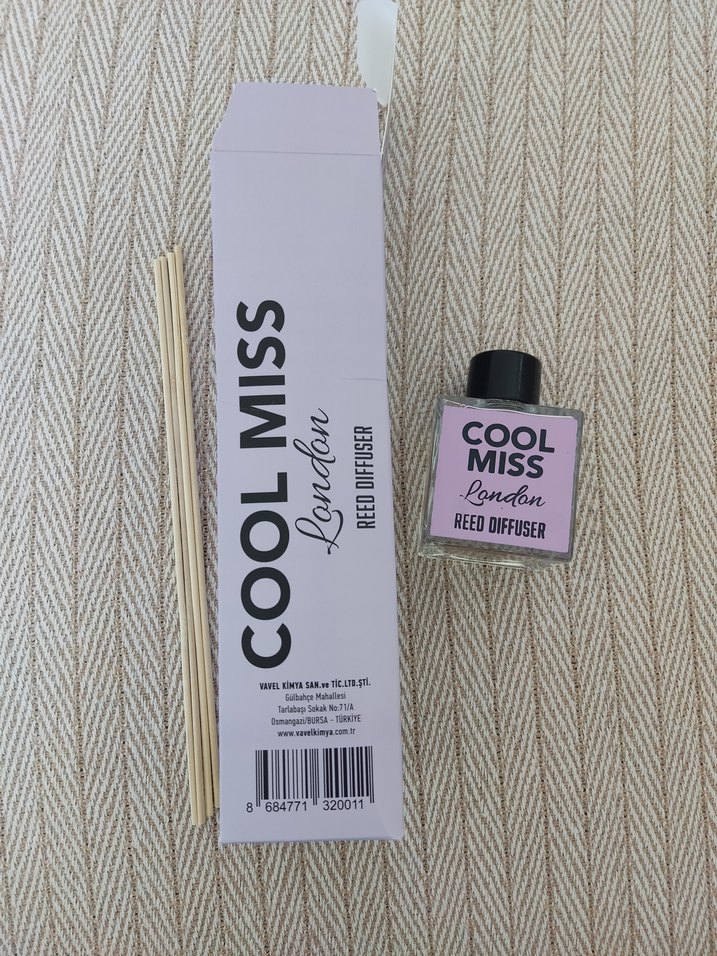 COOL MISS
London
REED DIFFUSER
VAVEL KİMYA SAN.ve TİC.LTD.ŞTİ.
Gülbahçe Mahallesi
Tarlabaşı Sokak No:71/A
Osmangazi/BURSA - TÜRKİYE
www.vavelkimya.com.tr
8 684771 320011
COOL
MISS
London
REED DIFFUSER